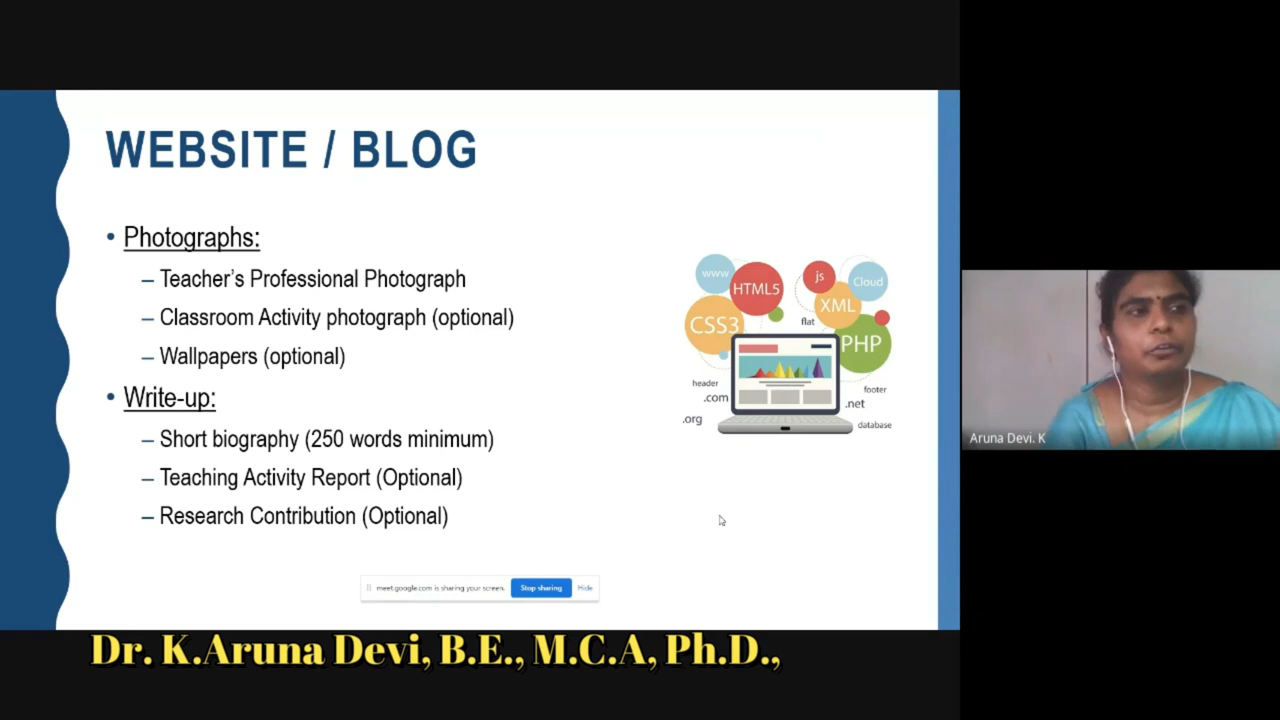 WEBSITE / BLOG
• Photographs:
– Teacher's Professional Photograph
– Classroom Activity photograph (optional)
– Wallpapers (optional)
• Write-up:
– Short biography (250 words minimum)
– Teaching Activity Report (Optional)
– Research Contribution (Optional)
www
HTML5
js
Cloud
CSS3
XML
flat
PHP
header
footer
.com
.net
.org
database
Aruna Devi. K
meet.google.com is sharing your screen. Stop sharing Hide
Dr. K.Aruna Devi, B.E., M.C.A, Ph.D.,